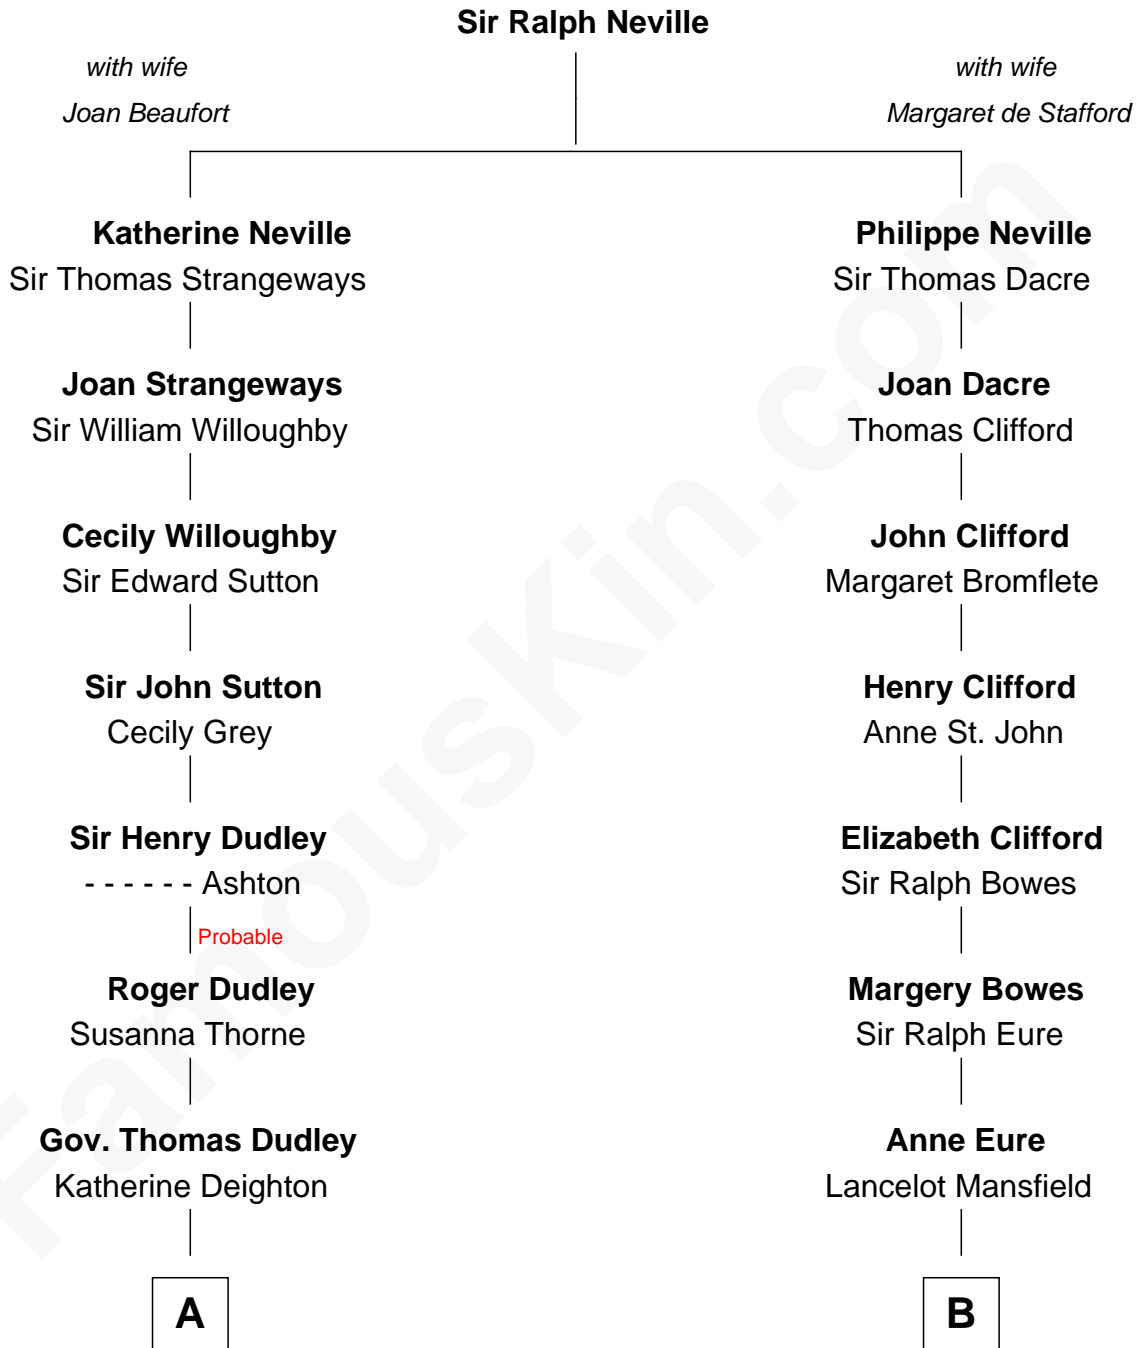 Sir Ralph Neville
with wife
Joan Beaufort
with wife
Margaret de Stafford
Katherine Neville
Sir Thomas Strangeways
Philippe Neville
Sir Thomas Dacre
Joan Strangeways
Sir William Willoughby
Joan Dacre
Thomas Clifford
Cecily Willoughby
Sir Edward Sutton
John Clifford
Margaret Bromflete
Sir John Sutton
Cecily Grey
Henry Clifford
Anne St. John
Sir Henry Dudley
- - - - - - Ashton
Probable
Elizabeth Clifford
Sir Ralph Bowes
Roger Dudley
Susanna Thorne
Margery Bowes
Sir Ralph Eure
Gov. Thomas Dudley
Katherine Deighton
Anne Eure
Lancelot Mansfield
A
B
FamousKin.com